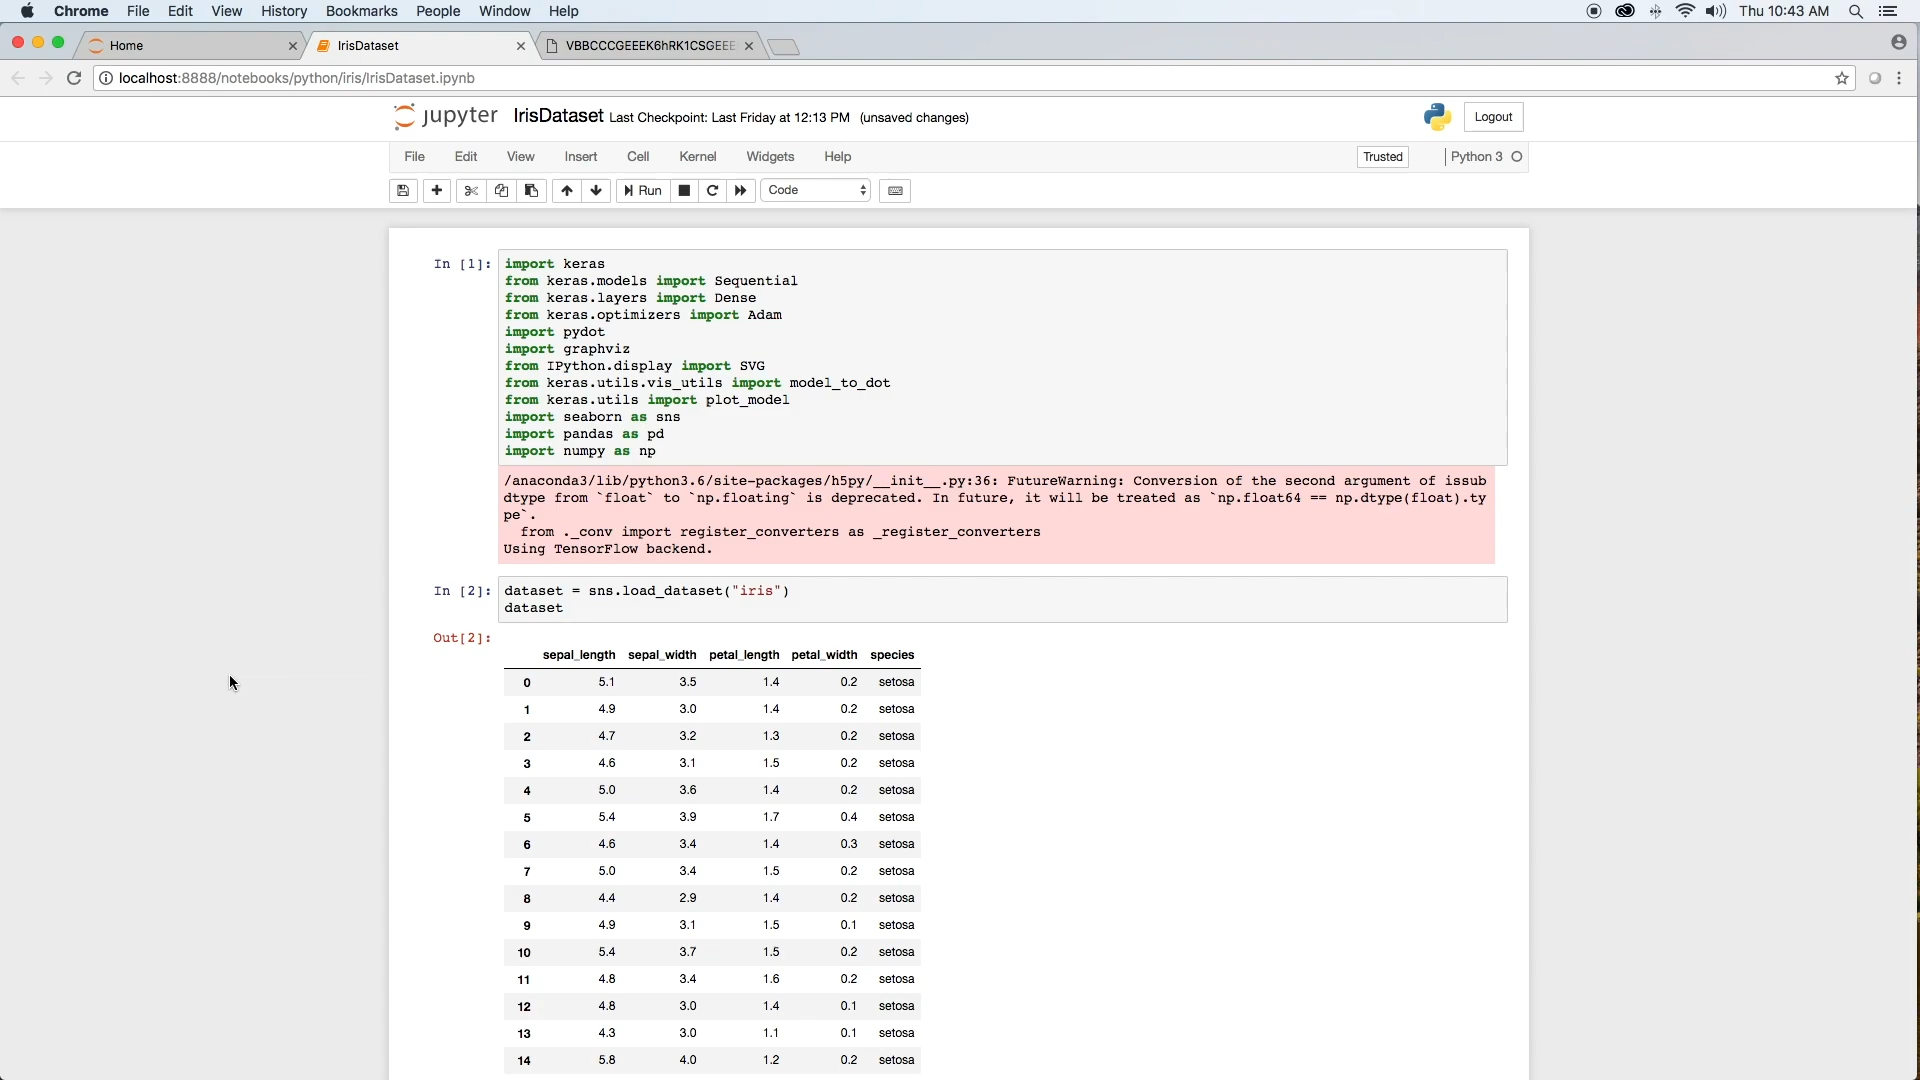 Chrome File Edit View History Bookmarks People Window Help Thu 10:43 AM
Home IrisDataset VBBCCCGEEEK6hRK1CSGEEE
localhost:8888/notebooks/python/iris/IrisDataset.ipynb
jupyter IrisDataset Last Checkpoint: Last Friday at 12:13 PM (unsaved changes) Logout
File Edit View Insert Cell Kernel Widgets Help Trusted Python 3
Run Code
In [1]: import keras
from keras.models import Sequential
from keras.layers import Dense
from keras.optimizers import Adam
import pydot
import graphviz
from IPython.display import SVG
from keras.utils.vis_utils import model_to_dot
from keras.utils import plot_model
import seaborn as sns
import pandas as pd
import numpy as np
/anaconda3/lib/python3.6/site-packages/h5py/__init__.py:36: FutureWarning: Conversion of the second argument of issub
dtype from `float` to `np.floating` is deprecated. In future, it will be treated as `np.float64 == np.dtype(float).ty
pe`.
from ._conv import register_converters as _register_converters
Using TensorFlow backend.
In [2]: dataset = sns.load_dataset("iris")
dataset
Out[2]:
sepal_length sepal_width petal_length petal_width species
0 5.1 3.5 1.4 0.2 setosa
1 4.9 3.0 1.4 0.2 setosa
2 4.7 3.2 1.3 0.2 setosa
3 4.6 3.1 1.5 0.2 setosa
4 5.0 3.6 1.4 0.2 setosa
5 5.4 3.9 1.7 0.4 setosa
6 4.6 3.4 1.4 0.3 setosa
7 5.0 3.4 1.5 0.2 setosa
8 4.4 2.9 1.4 0.2 setosa
9 4.9 3.1 1.5 0.1 setosa
10 5.4 3.7 1.5 0.2 setosa
11 4.8 3.4 1.6 0.2 setosa
12 4.8 3.0 1.4 0.1 setosa
13 4.3 3.0 1.1 0.1 setosa
14 5.8 4.0 1.2 0.2 setosa